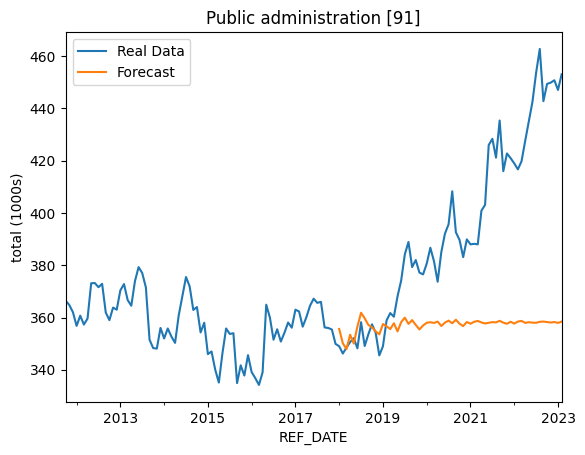 Public administration [91]
Real Data
Forecast
460
440
420
400
380
360
340
total (1000s)
2013
2015
2017
2019
2021
2023
REF_DATE